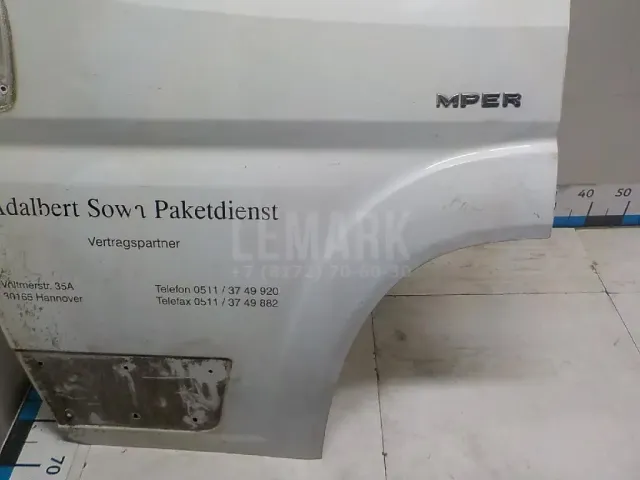 MPER
Adalbert Sowa Paketdienst
LEMARK
Vertragspartner
Telefon 0511 / 37 49 920
30165 Hannover
Telefax 0511 / 37 49 882
40 50
70